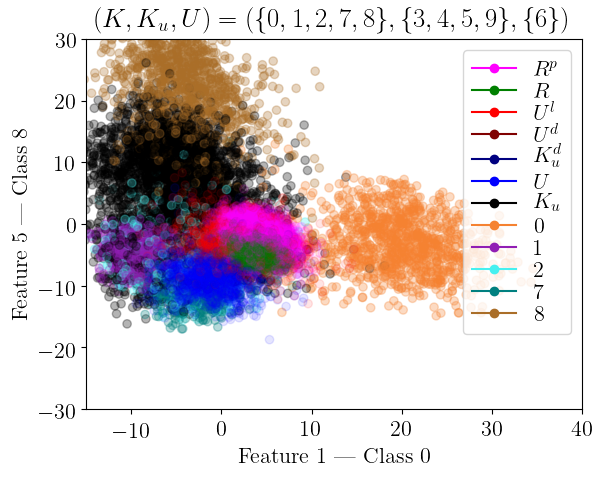 (K, K_u, U) = ({0, 1, 2, 7, 8}, {3, 4, 5, 9}, {6})
30
20
10
0
−10
−20
−30
Feature 5 — Class 8
−10
0
10
20
30
40
Feature 1 — Class 0
R^p
R
U^l
U^d
K_u^d
U
K_u
0
1
2
7
8